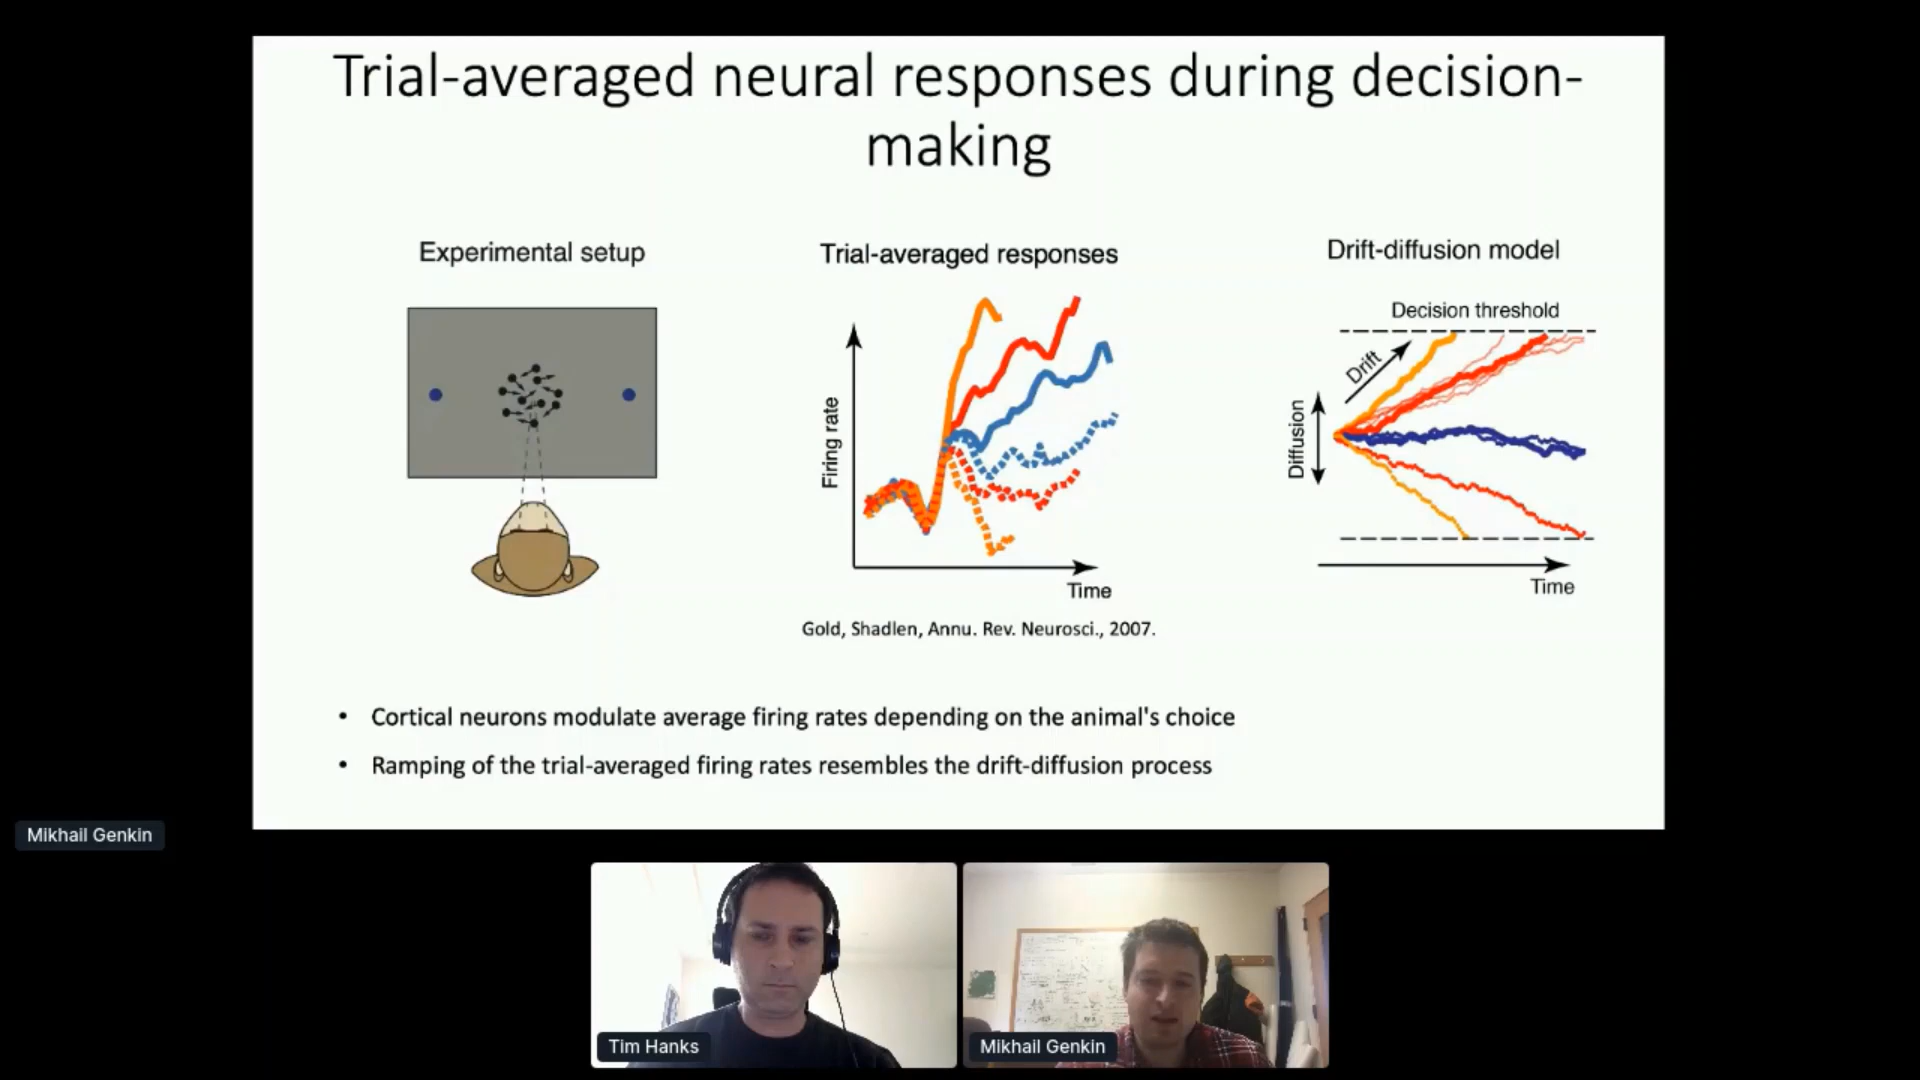 Trial-averaged neural responses during decision-
making
Experimental setup
Trial-averaged responses
Firing rate
Time
Gold, Shadlen, Annu. Rev. Neurosci., 2007.
Drift-diffusion model
Decision threshold
Drift
Diffusion
Time
• Cortical neurons modulate average firing rates depending on the animal's choice
• Ramping of the trial-averaged firing rates resembles the drift-diffusion process
Mikhail Genkin
Tim Hanks
Mikhail Genkin